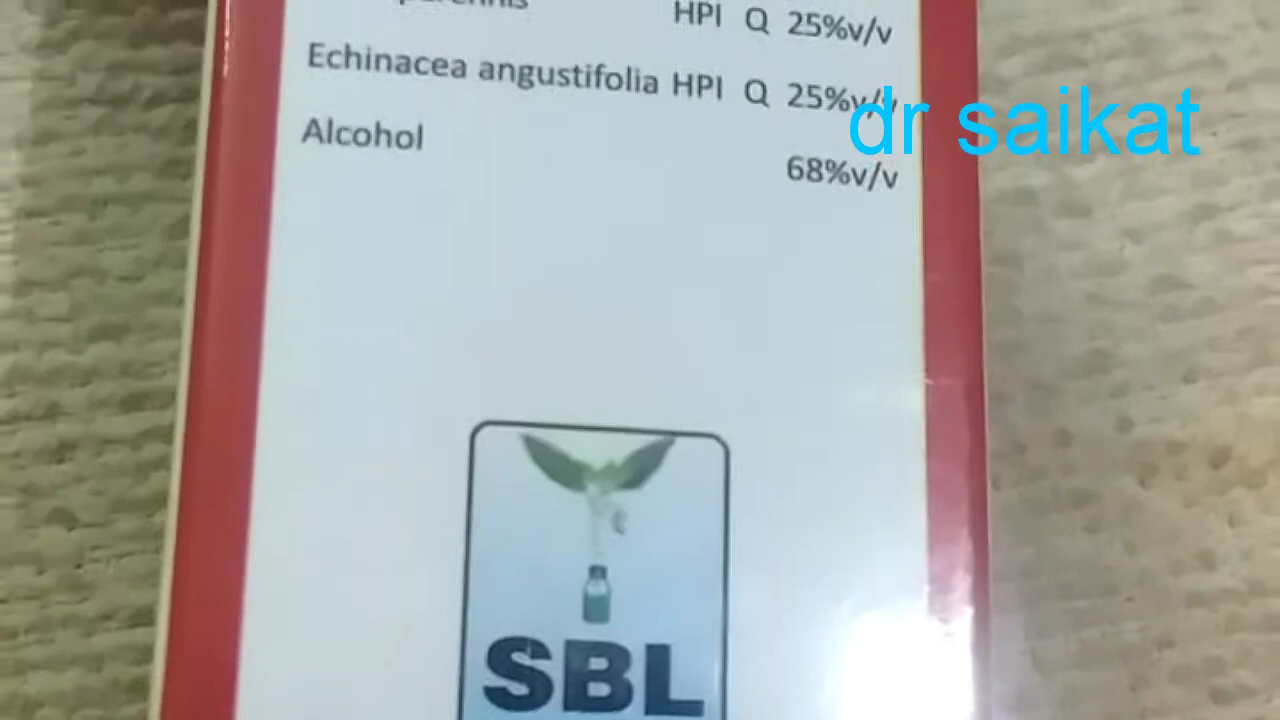 HPI Q 25%v/v
Echinacea angustifolia HPI Q 25%v/v
dr saikat
Alcohol 68%v/v
SBL